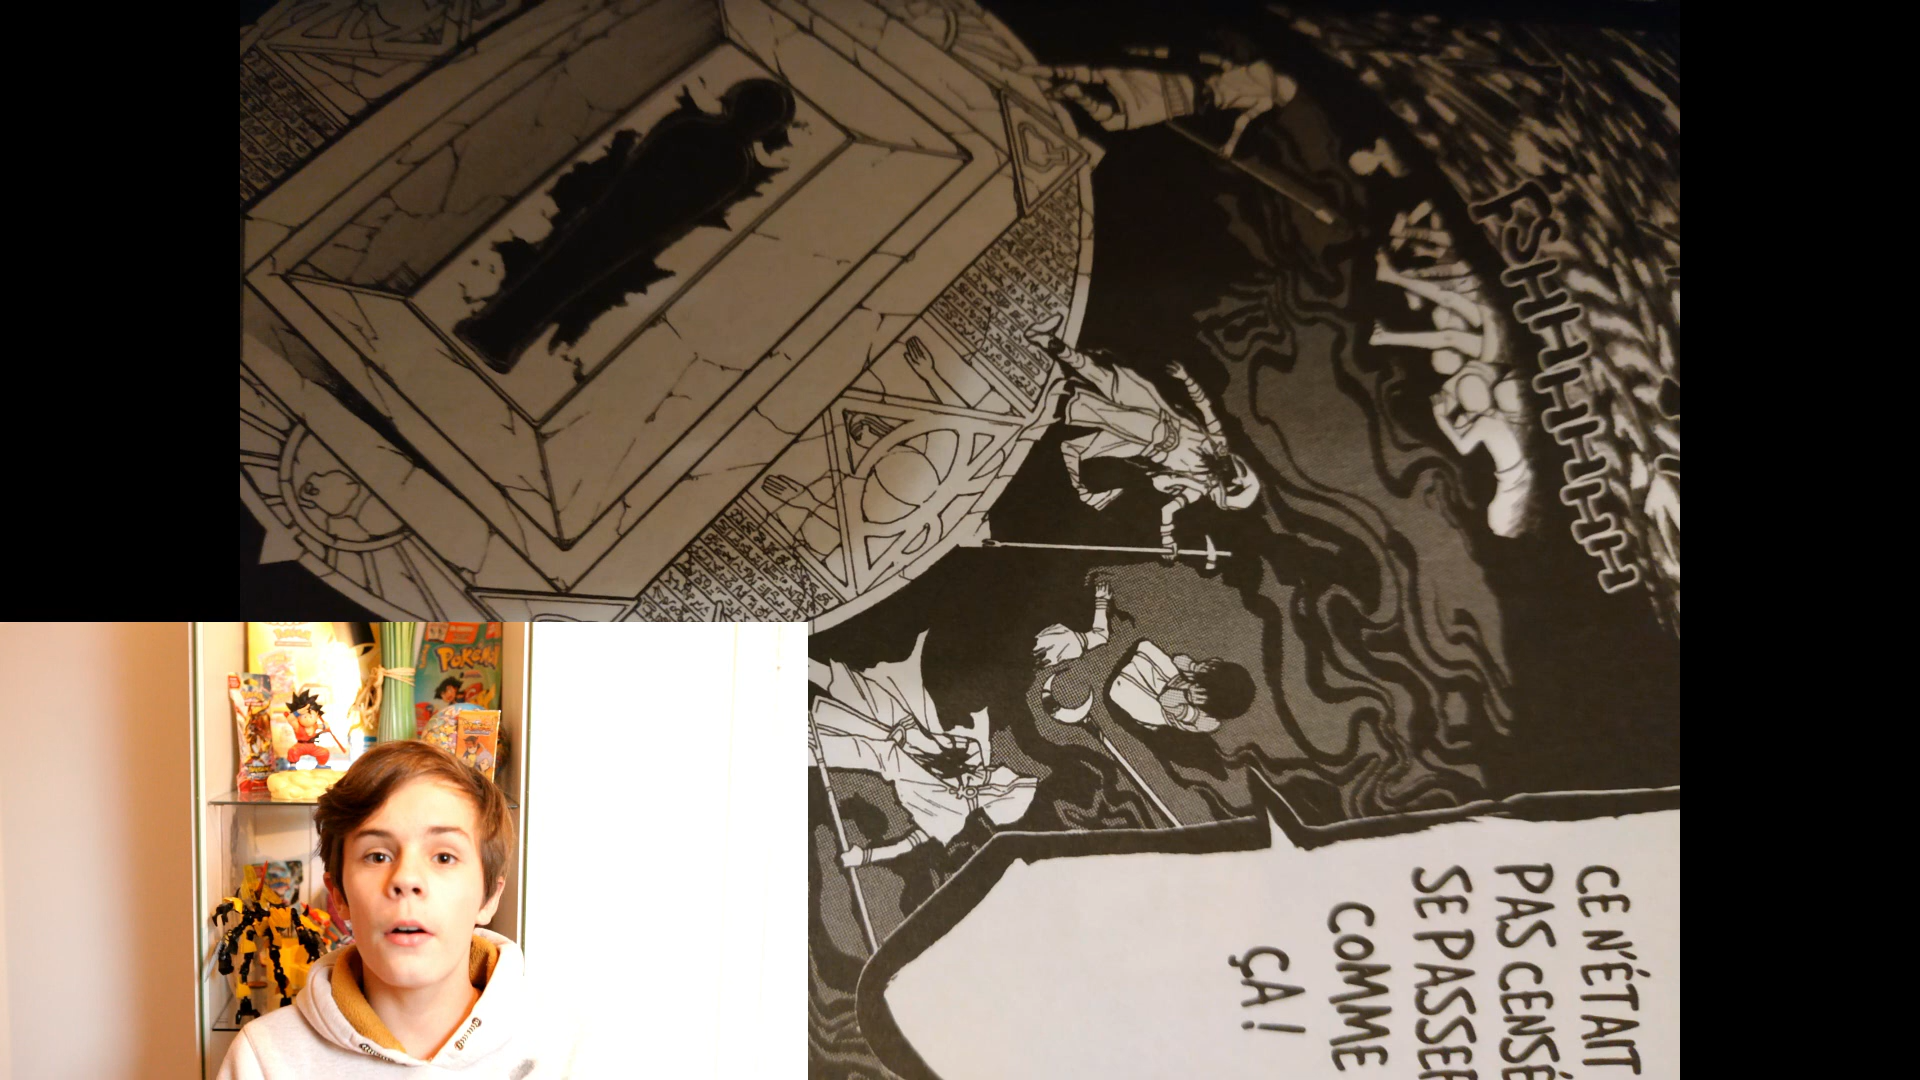 FSHHHHHH
CE N'ÉTAIT
PAS CENSÉ
SE PASSER
COMME
ÇA !
POKÉMON